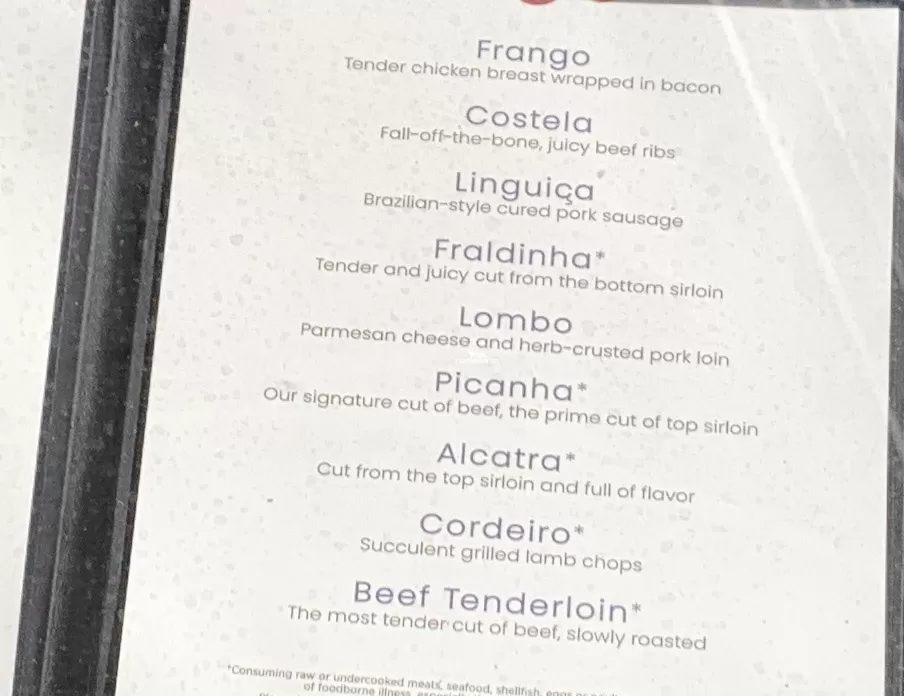 Frango
Tender chicken breast wrapped in bacon
Costela
Fall-off-the-bone, juicy beef ribs
Linguiça
Brazilian-style cured pork sausage
Fraldinha*
Tender and juicy cut from the bottom sirloin
Lombo
Parmesan cheese and herb-crusted pork loin
Picanha*
Our signature cut of beef, the prime cut of top sirloin
Alcatra*
Cut from the top sirloin and full of flavor
Cordeiro*
Succulent grilled lamb chops
Beef Tenderloin*
The most tender cut of beef, slowly roasted
*Consuming raw or undercooked meats, seafood, shellfish, eggs or
of foodborne illness,